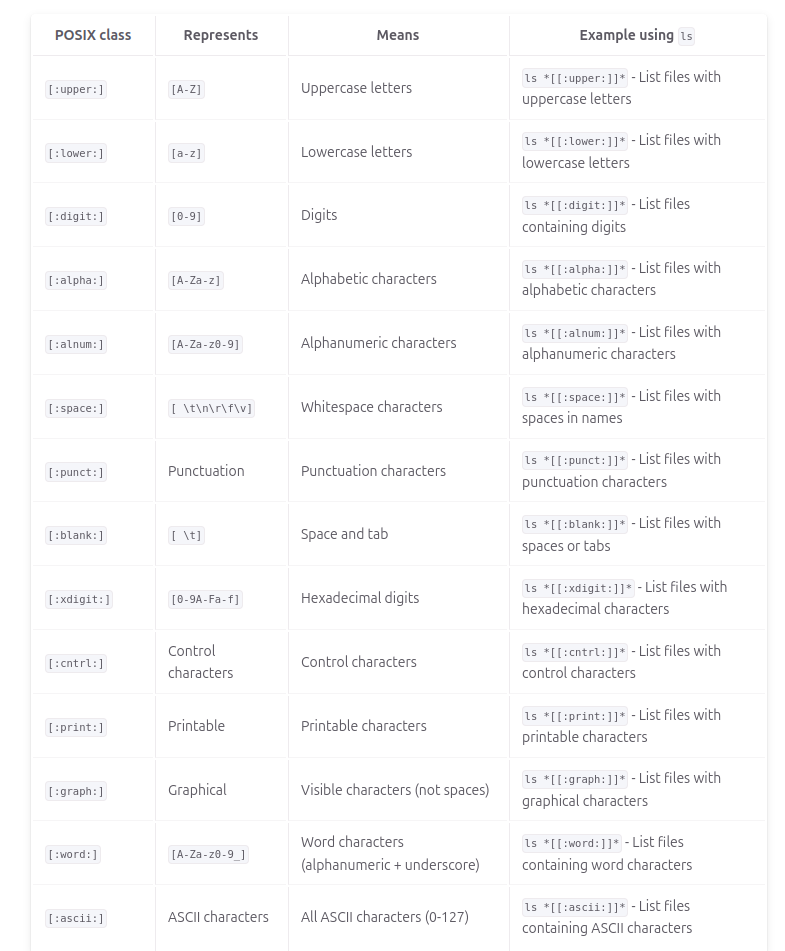 POSIX class Represents Means Example using ls
[:upper:] [A-Z] Uppercase letters ls *[[:upper:]]* - List files with
uppercase letters
[:lower:] [a-z] Lowercase letters ls *[[:lower:]]* - List files with
lowercase letters
[:digit:] [0-9] Digits ls *[[:digit:]]* - List files
containing digits
[:alpha:] [A-Za-z] Alphabetic characters ls *[[:alpha:]]* - List files with
alphabetic characters
[:alnum:] [A-Za-z0-9] Alphanumeric characters ls *[[:alnum:]]* - List files with
alphanumeric characters
[:space:] [ \t\n\r\f\v] Whitespace characters ls *[[:space:]]* - List files with
spaces in names
[:punct:] Punctuation Punctuation characters ls *[[:punct:]]* - List files with
punctuation characters
[:blank:] [ \t] Space and tab ls *[[:blank:]]* - List files with
spaces or tabs
[:xdigit:] [0-9A-Fa-f] Hexadecimal digits ls *[[:xdigit:]]* - List files with
hexadecimal characters
[:cntrl:] Control
characters Control characters ls *[[:cntrl:]]* - List files with
control characters
[:print:] Printable Printable characters ls *[[:print:]]* - List files with
printable characters
[:graph:] Graphical Visible characters (not spaces) ls *[[:graph:]]* - List files with
graphical characters
[:word:] [A-Za-z0-9_] Word characters
(alphanumeric + underscore) ls *[[:word:]]* - List files
containing word characters
[:ascii:] ASCII characters All ASCII characters (0-127) ls *[[:ascii:]]* - List files
containing ASCII characters